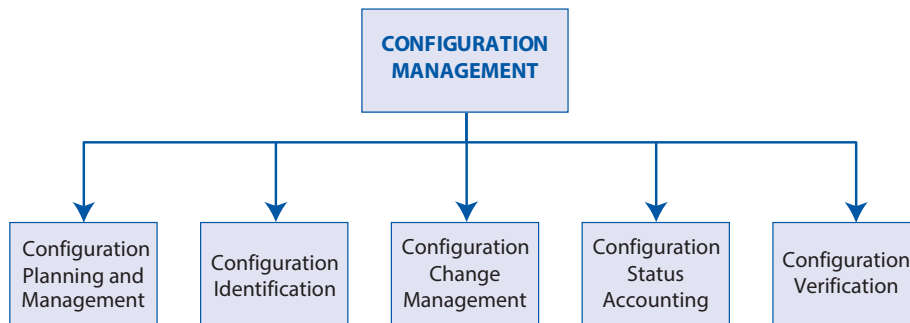 CONFIGURATION
MANAGEMENT
Configuration
Planning and
Management
Configuration
Identification
Configuration
Change
Management
Configuration
Status
Accounting
Configuration
Verification